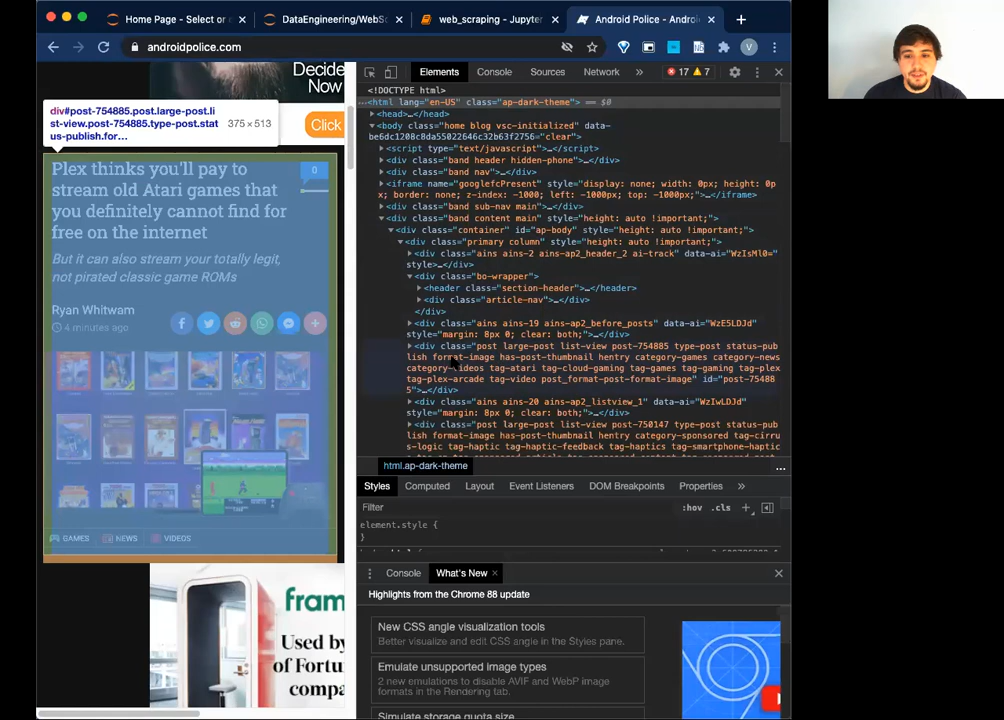 Home Page - Select or c
DataEngineering/WebSc
web_scraping - Jupyter
Android Police - Androi
androidpolice.com
V
Decide
Now
Click
div#post-754885.post.large-post.li
st-view.post-754885.type-post.stat
us-publish.for…
375 × 513
Plex thinks you'll pay to
stream old Atari games that
you definitely cannot find for
free on the internet
0
But it can also stream your totally legit,
not pirated classic game ROMs
Ryan Whitwam
4 minutes ago
GAMES
NEWS
VIDEOS
fram
Used by
of Fortu
compa
Elements
Console
Sources
Network
»
17
7
<!DOCTYPE html>
…<html lang="en-US" class="ap-dark-theme"> == $0
<head>…</head>
<body class="home blog vsc-initialized" data-
be6dc1208c8da55022646c32b63f2756="clear">
<script type="text/javascript">…</script>
<div class="band header hidden-phone">…</div>
<div class="band nav">…</div>
<iframe name="googlefcPresent" style="display: none; width: 0px; height: 0p
x; border: none; z-index: -1000; left: -1000px; top: -1000px;">…</iframe>
<div class="band sub-nav main">…</div>
<div class="band content main" style="height: auto !important;">
<div class="container" id="ap-body" style="height: auto !important;">
<div class="primary column" style="height: auto !important;">
<div class="ains ains-2 ains-ap2_header_2 ai-track" data-ai="WzIsMl0="
style>…</div>
<div class="bo-wrapper">
<header class="section-header">…</header>
<div class="article-nav">…</div>
</div>
<div class="ains ains-19 ains-ap2_before_posts" data-ai="WzE5LDJd"
style="margin: 8px 0; clear: both;">…</div>
<div class="post large-post list-view post-754885 type-post status-pub
lish format-image has-post-thumbnail hentry category-games category-news
category-videos tag-atari tag-cloud-gaming tag-games tag-gaming tag-plex
tag-plex-arcade tag-video post_format-post-format-image" id="post-75488
5">…</div>
<div class="ains ains-20 ains-ap2_listview_1" data-ai="WzIwLDJd"
style="margin: 8px 0; clear: both;">…</div>
<div class="post large-post list-view post-750147 type-post status-pub
lish format-image has-post-thumbnail hentry category-sponsored tag-cirru
s-logic tag-haptic tag-haptic-feedback tag-haptics tag-smartphone-haptic
html.ap-dark-theme
...
Styles
Computed
Layout
Event Listeners
DOM Breakpoints
Properties
»
Filter
:hov
.cls
+
element.style {
}
Console
What's New
Highlights from the Chrome 88 update
New CSS angle visualization tools
Better visualize and edit CSS angle in the Styles pane.
Emulate unsupported image types
2 new emulations to disable AVIF and WebP image
formats in the Rendering tab.
Simulate storage quota size